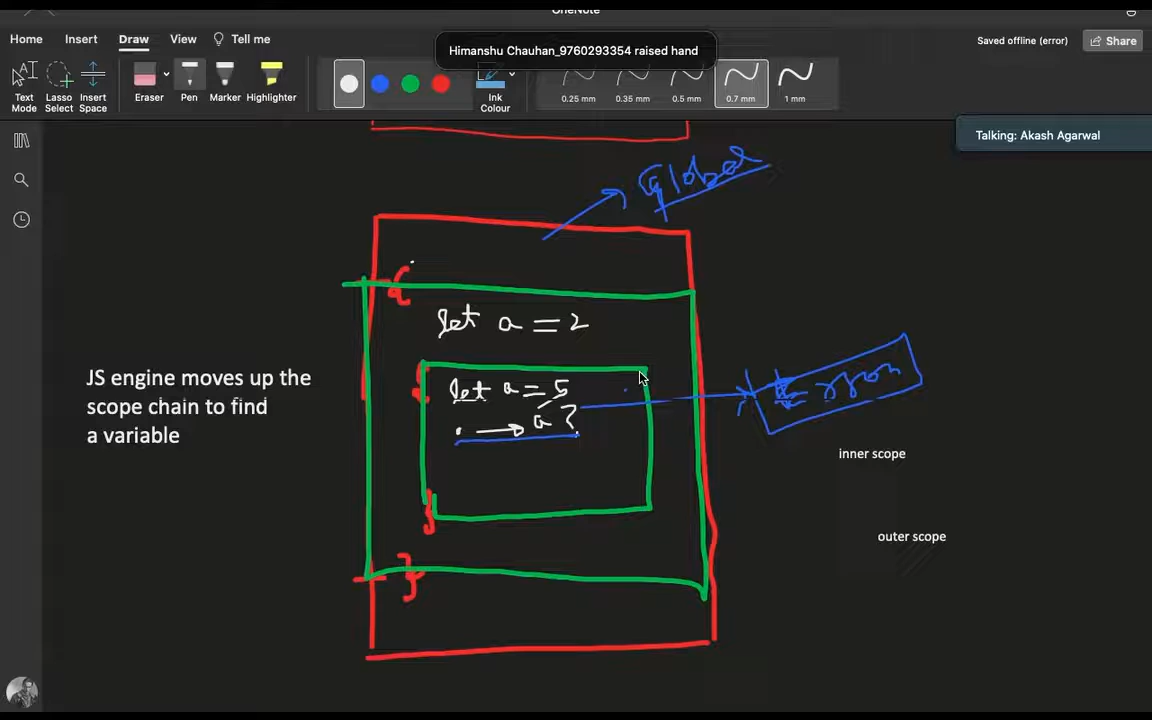 OneNote
Home Insert Draw View Tell me
Himanshu Chauhan_9760293354 raised hand
Saved offline (error)
Share
Text Mode
Lasso Select
Insert Space
Eraser
Pen
Marker
Highlighter
Ink Colour
0.25 mm
0.35 mm
0.5 mm
0.7 mm
1 mm
Talking: Akash Agarwal
Global
{
let a = 2
{
let a = 5
. → a ?
}
}
JS engine moves up the
scope chain to find
a variable
inner scope
outer scope